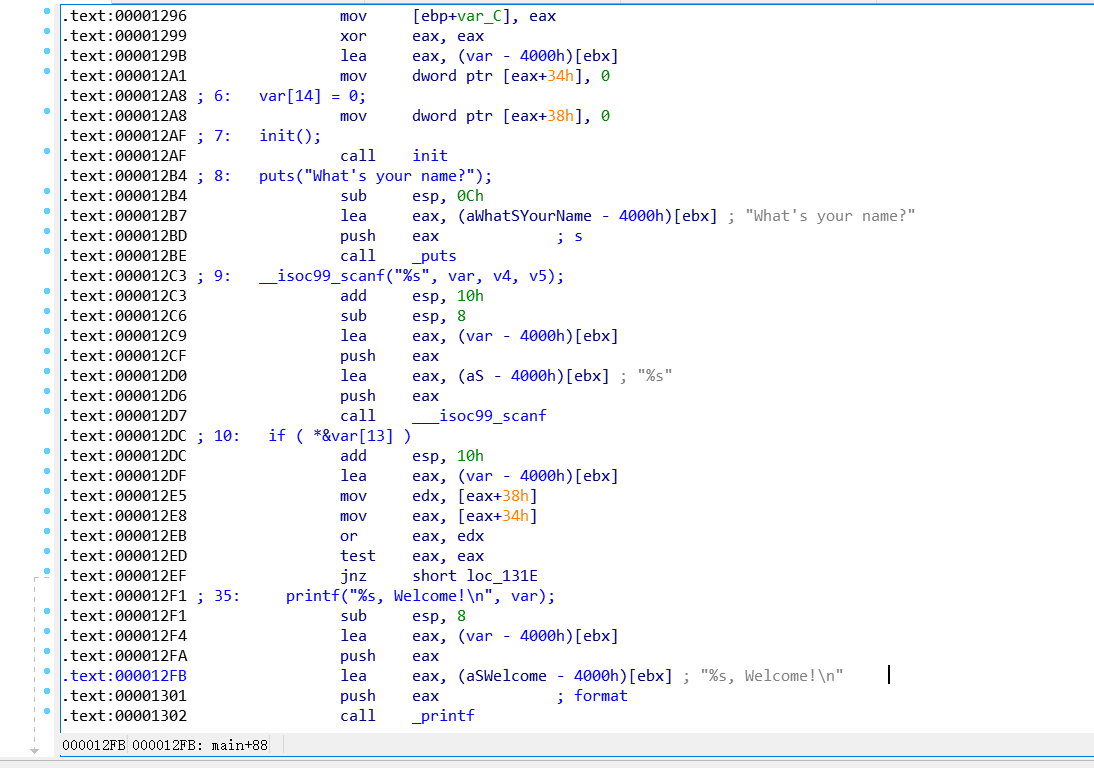 .text:00001296 mov [ebp+var_C], eax
.text:00001299 xor eax, eax
.text:0000129B lea eax, (var - 4000h)[ebx]
.text:000012A1 mov dword ptr [eax+34h], 0
.text:000012A8 ; 6: var[14] = 0;
.text:000012A8 mov dword ptr [eax+38h], 0
.text:000012AF ; 7: init();
.text:000012AF call init
.text:000012B4 ; 8: puts("What's your name?");
.text:000012B4 sub esp, 0Ch
.text:000012B7 lea eax, (aWhatSYourName - 4000h)[ebx] ; "What's your name?"
.text:000012BD push eax ; s
.text:000012BE call _puts
.text:000012C3 ; 9: __isoc99_scanf("%s", var, v4, v5);
.text:000012C3 add esp, 10h
.text:000012C6 sub esp, 8
.text:000012C9 lea eax, (var - 4000h)[ebx]
.text:000012CF push eax
.text:000012D0 lea eax, (aS - 4000h)[ebx] ; "%s"
.text:000012D6 push eax
.text:000012D7 call ___isoc99_scanf
.text:000012DC ; 10: if ( *&var[13] )
.text:000012DC add esp, 10h
.text:000012DF lea eax, (var - 4000h)[ebx]
.text:000012E5 mov edx, [eax+38h]
.text:000012E8 mov eax, [eax+34h]
.text:000012EB or eax, edx
.text:000012ED test eax, eax
.text:000012EF jnz short loc_131E
.text:000012F1 ; 35: printf("%s, Welcome!\n", var);
.text:000012F1 sub esp, 8
.text:000012F4 lea eax, (var - 4000h)[ebx]
.text:000012FA push eax
.text:000012FB lea eax, (aSWelcome - 4000h)[ebx] ; "%s, Welcome!\n"
.text:00001301 push eax ; format
.text:00001302 call _printf
000012FB 000012FB: main+88